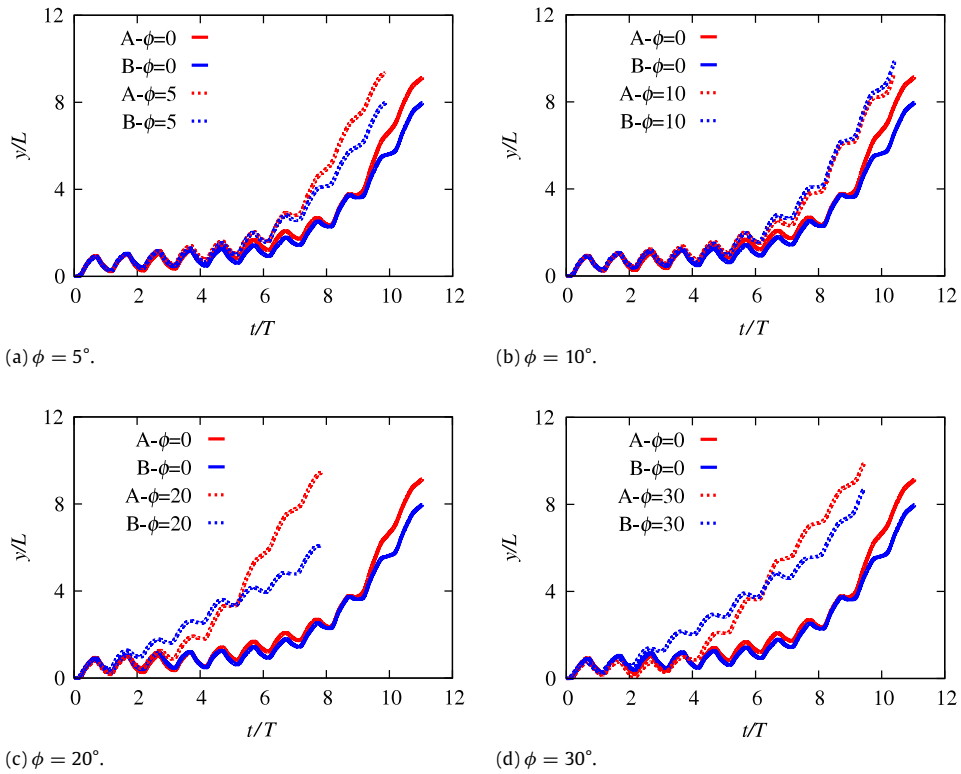 12
8
4
0
y/L
A-ϕ=0
B-ϕ=0
A-ϕ=5
B-ϕ=5
0 2 4 6 8 10 12
t/T
(a) ϕ = 5°.
12
8
4
0
y/L
A-ϕ=0
B-ϕ=0
A-ϕ=10
B-ϕ=10
0 2 4 6 8 10 12
t/T
(b) ϕ = 10°.
12
8
4
0
y/L
A-ϕ=0
B-ϕ=0
A-ϕ=20
B-ϕ=20
0 2 4 6 8 10 12
t/T
(c) ϕ = 20°.
12
8
4
0
y/L
A-ϕ=0
B-ϕ=0
A-ϕ=30
B-ϕ=30
0 2 4 6 8 10 12
t/T
(d) ϕ = 30°.